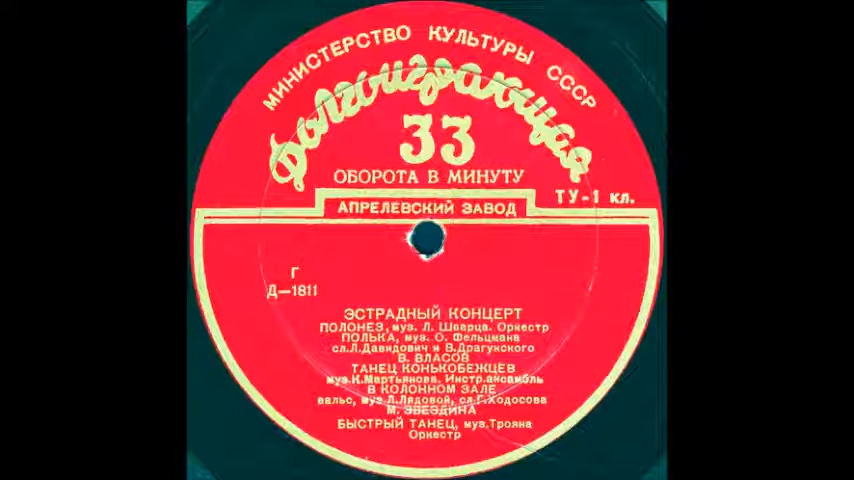 МИНИСТЕРСТВО КУЛЬТУРЫ СССР
Долгоиграющая
33
ОБОРОТА В МИНУТУ
ТУ-1 кл.
АПРЕЛЕВСКИЙ ЗАВОД
Г
Д—1811
ЭСТРАДНЫЙ КОНЦЕРТ
ПОЛОНЕЗ, муз. Л. Шварца. Оркестр
ПОЛЬКА, муз. О. Фельцмана
сл.Л.Давидович и В.Драгунского
В. ВЛАСОВ
ТАНЕЦ КОНЬКОБЕЖЦЕВ
муз.К.Мартьянова. Инстр.ансамбль
В КОЛОННОМ ЗАЛЕ
вальс, муз.Л.Лядовой, сл.Г.Ходосова
М. ЗВЕЗДИНА
БЫСТРЫЙ ТАНЕЦ, муз.Трояна
Оркестр